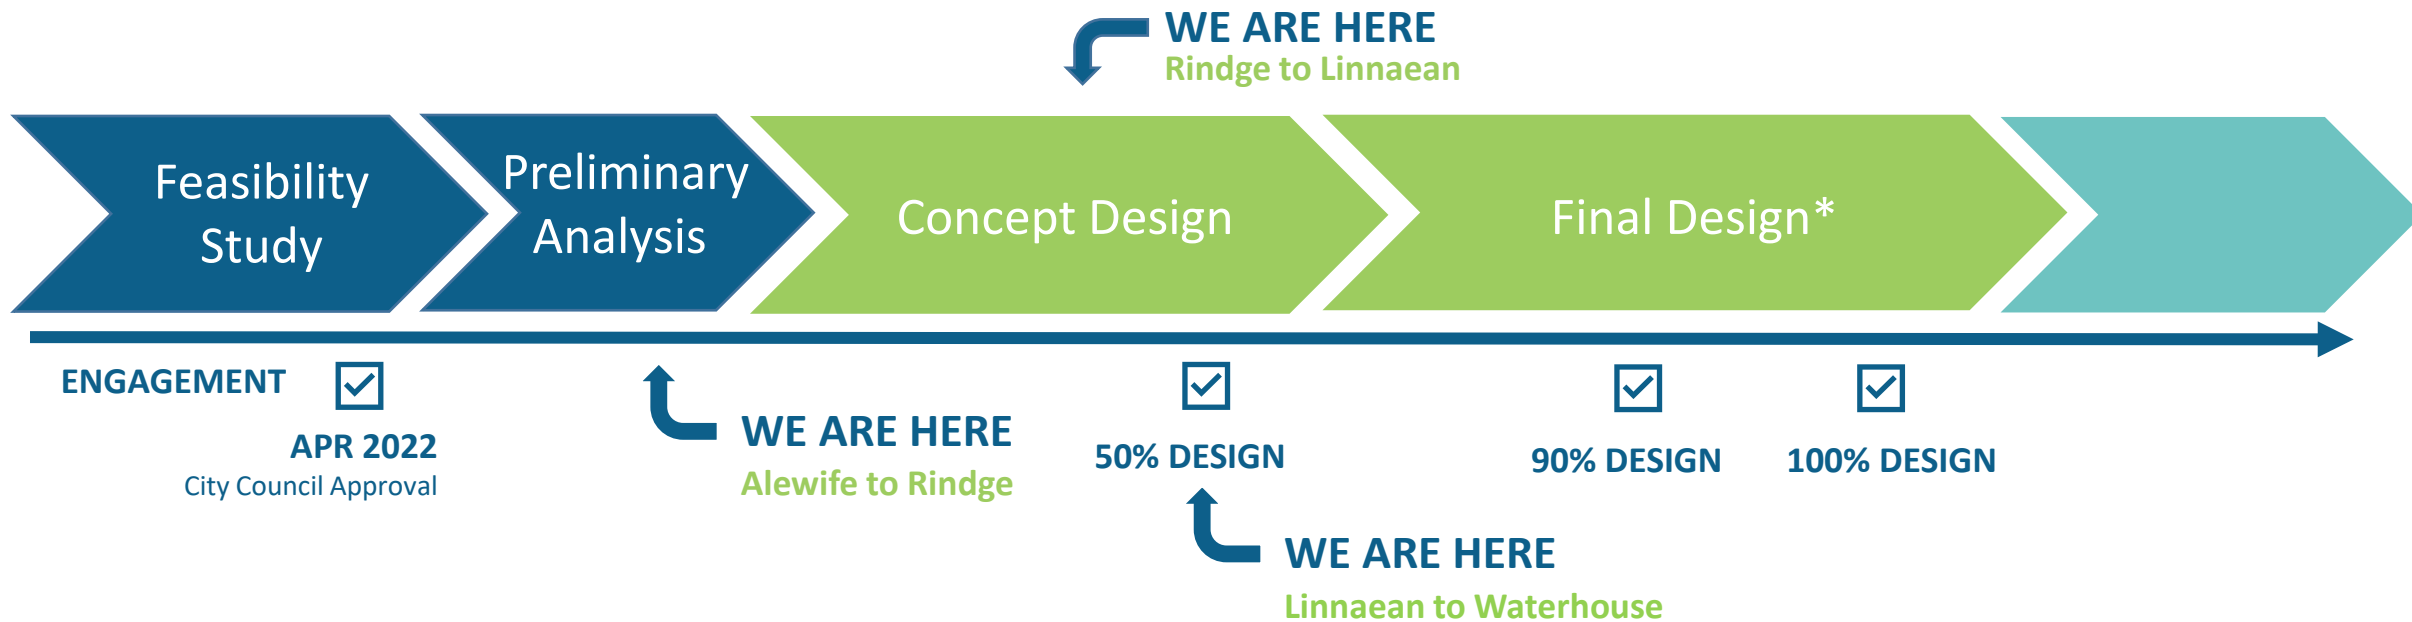 WE ARE HERE
Rindge to Linnaean
Feasibility
Study
Preliminary
Analysis
Concept Design
Final Design*
ENGAGEMENT
APR 2022
City Council Approval
WE ARE HERE
Alewife to Rindge
50% DESIGN
90% DESIGN
100% DESIGN
WE ARE HERE
Linnaean to Waterhouse